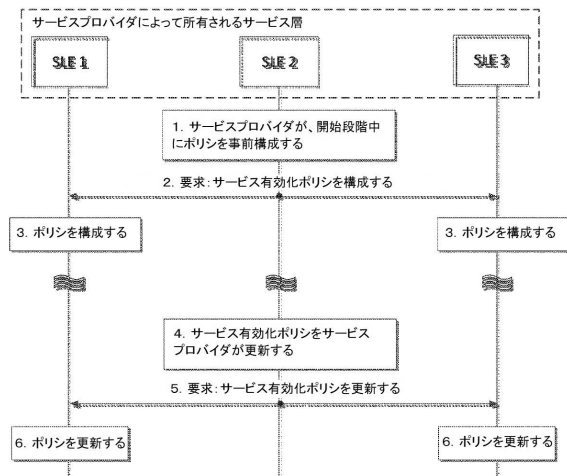 サービスプロバイダによって所有されるサービス層
SLE 1
SLE 2
SLE 3
1. サービスプロバイダが、開始段階中
にポリシを事前構成する
2. 要求:サービス有効化ポリシを構成する
3. ポリシを構成する
3. ポリシを構成する
4. サービス有効化ポリシをサービス
プロバイダが更新する
5. 要求:サービス有効化ポリシを更新する
6. ポリシを更新する
6. ポリシを更新する